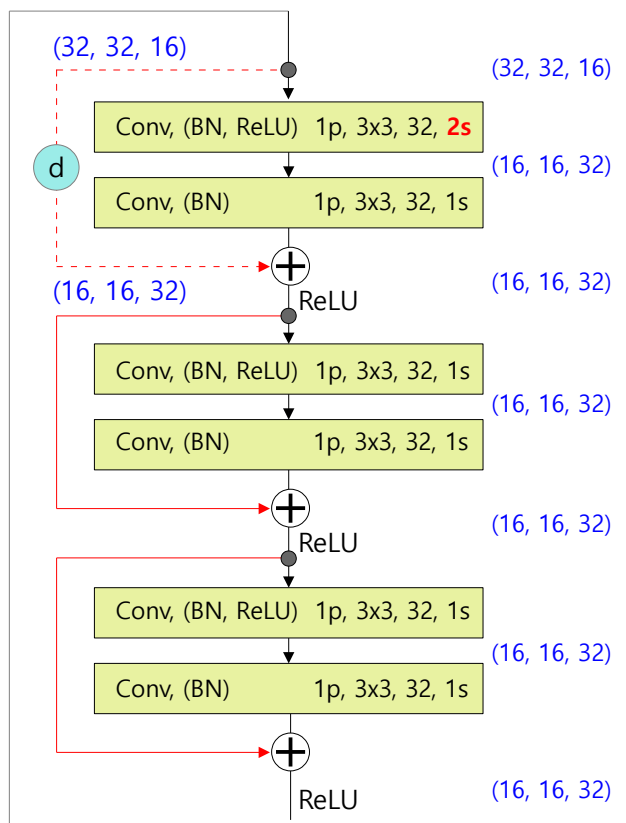 (32, 32, 16)
(32, 32, 16)
Conv, (BN, ReLU) 1p, 3x3, 32, 2s
d
(16, 16, 32)
Conv, (BN) 1p, 3x3, 32, 1s
(16, 16, 32)
(16, 16, 32)
ReLU
Conv, (BN, ReLU) 1p, 3x3, 32, 1s
(16, 16, 32)
Conv, (BN) 1p, 3x3, 32, 1s
(16, 16, 32)
ReLU
Conv, (BN, ReLU) 1p, 3x3, 32, 1s
(16, 16, 32)
Conv, (BN) 1p, 3x3, 32, 1s
(16, 16, 32)
ReLU